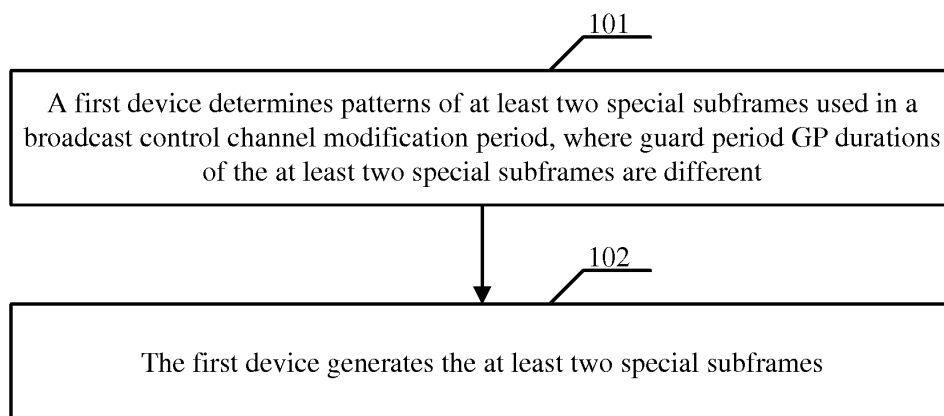 101
A first device determines patterns of at least two special subframes used in a
broadcast control channel modification period, where guard period GP durations
of the at least two special subframes are different
102
The first device generates the at least two special subframes